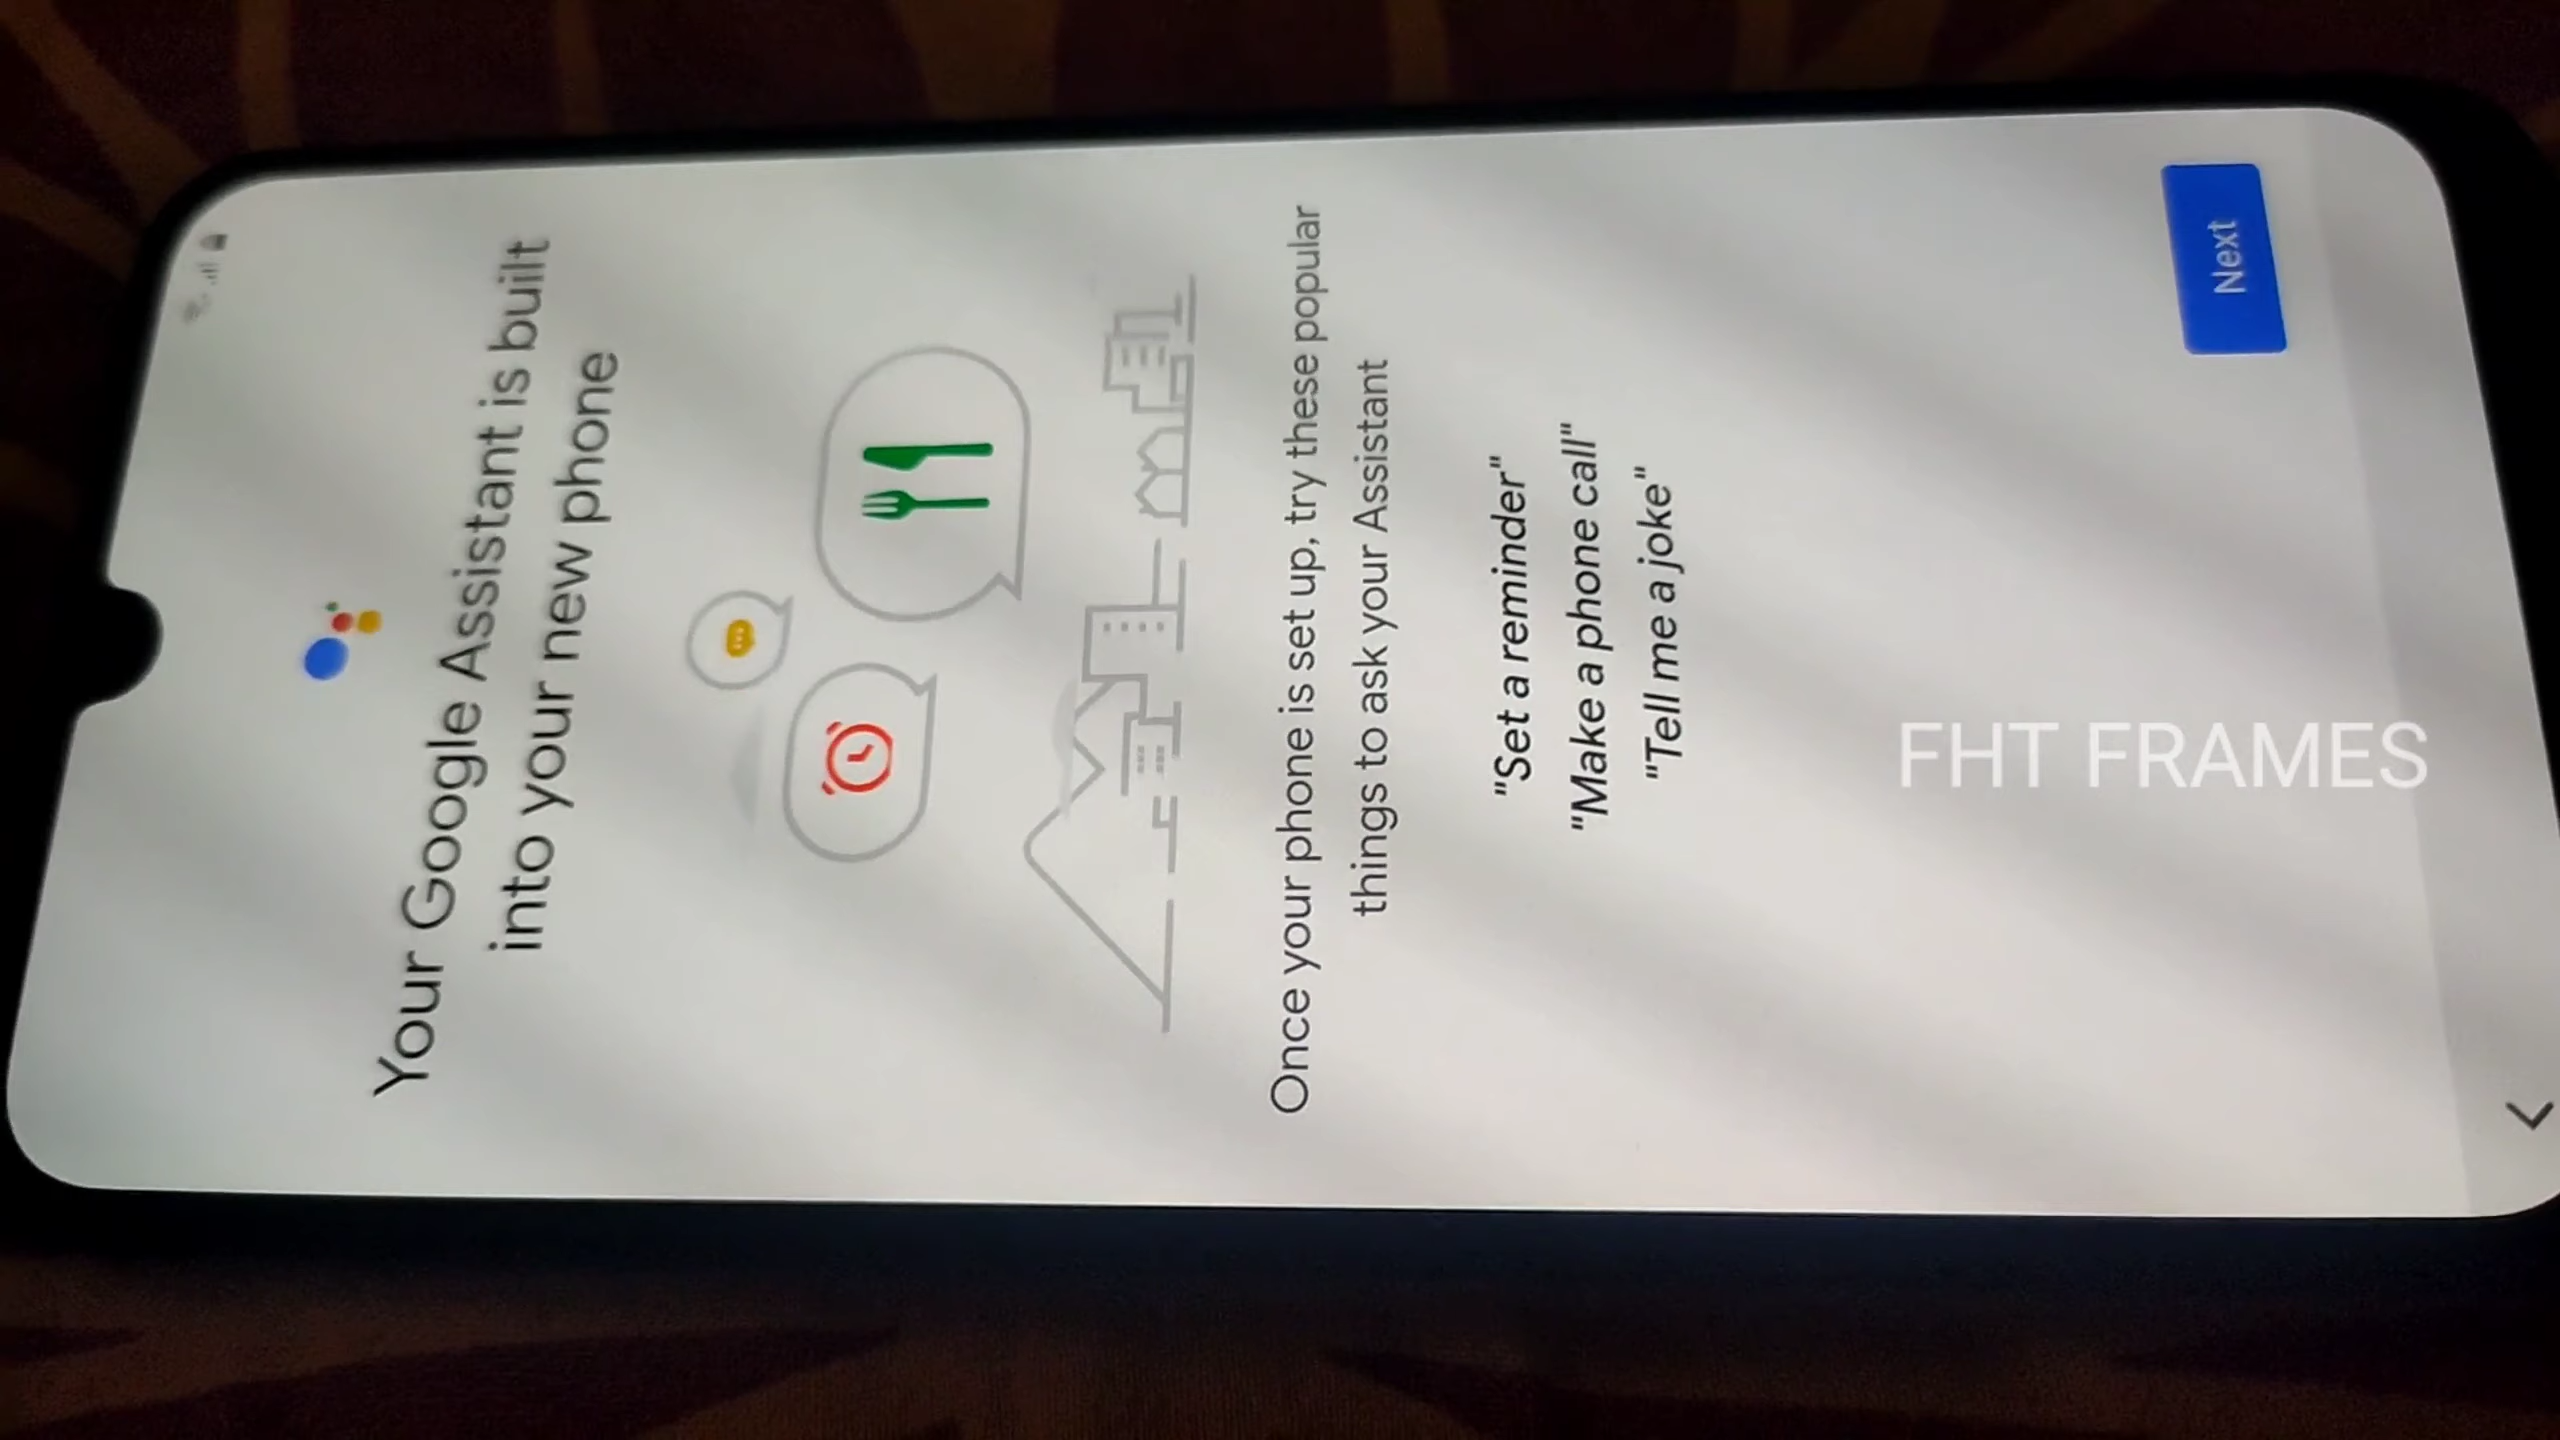 Your Google Assistant is built
into your new phone
Once your phone is set up, try these popular
things to ask your Assistant
"Set a reminder"
"Make a phone call"
"Tell me a joke"
Next
FHT FRAMES